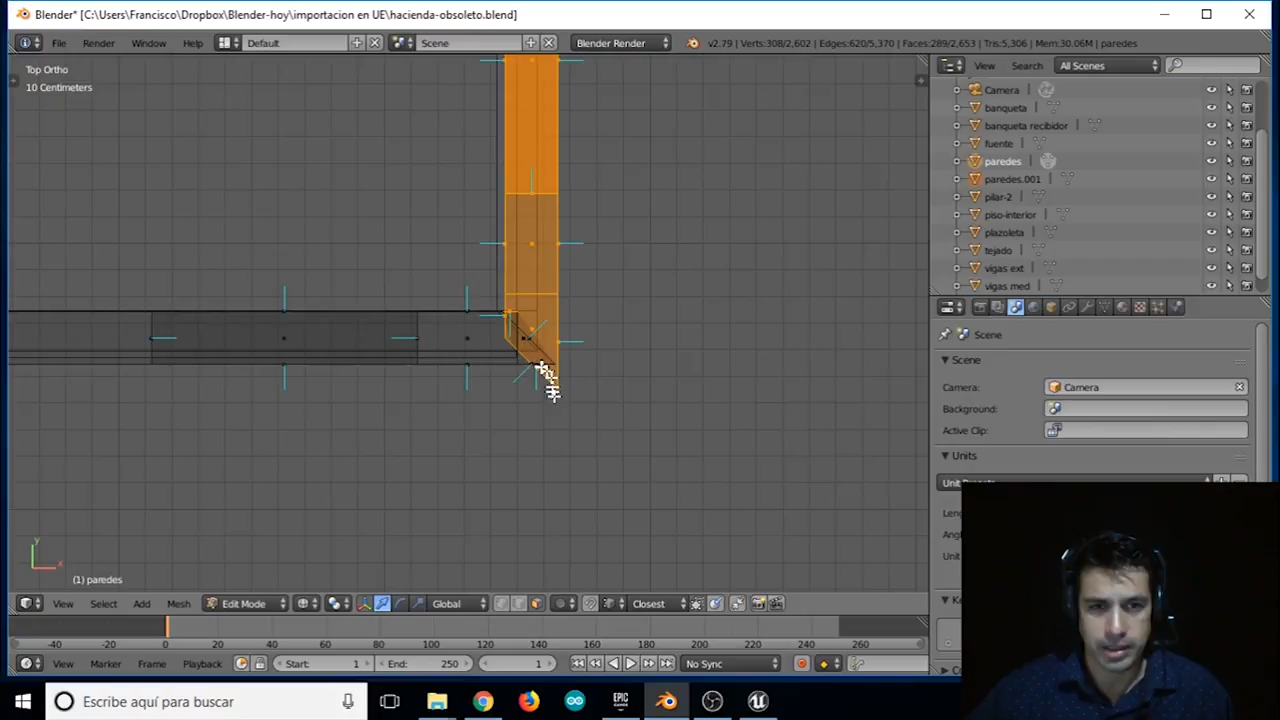 Blender* [C:\Users\Francisco\Dropbox\Blender-hoy\importacion en UE\hacienda-obsoleto.blend]
File Render Window Help Default Scene Blender Render v2.79 | Verts:308/2,602 | Edges:620/5,370 | Faces:289/2,653 | Tris:5,306 | Mem:30.06M | paredes
Top Ortho
10 Centimeters
View Search All Scenes
Camera
banqueta
banqueta recibidor
fuente
paredes
paredes.001
pilar-2
piso-interior
plazoleta
tejado
vigas ext
vigas med
Scene
Scene
Camera: Camera
Background:
Active Clip:
Units
y
x
(1) paredes
View Select Add Mesh Edit Mode Global Closest
-40 -20 0 20 40 60 80 100 120 140 160 180 200 220 240 260
View Marker Frame Playback Start: 1 End: 250 1 No Sync
Escribe aquí para buscar
EPIC
GAMES